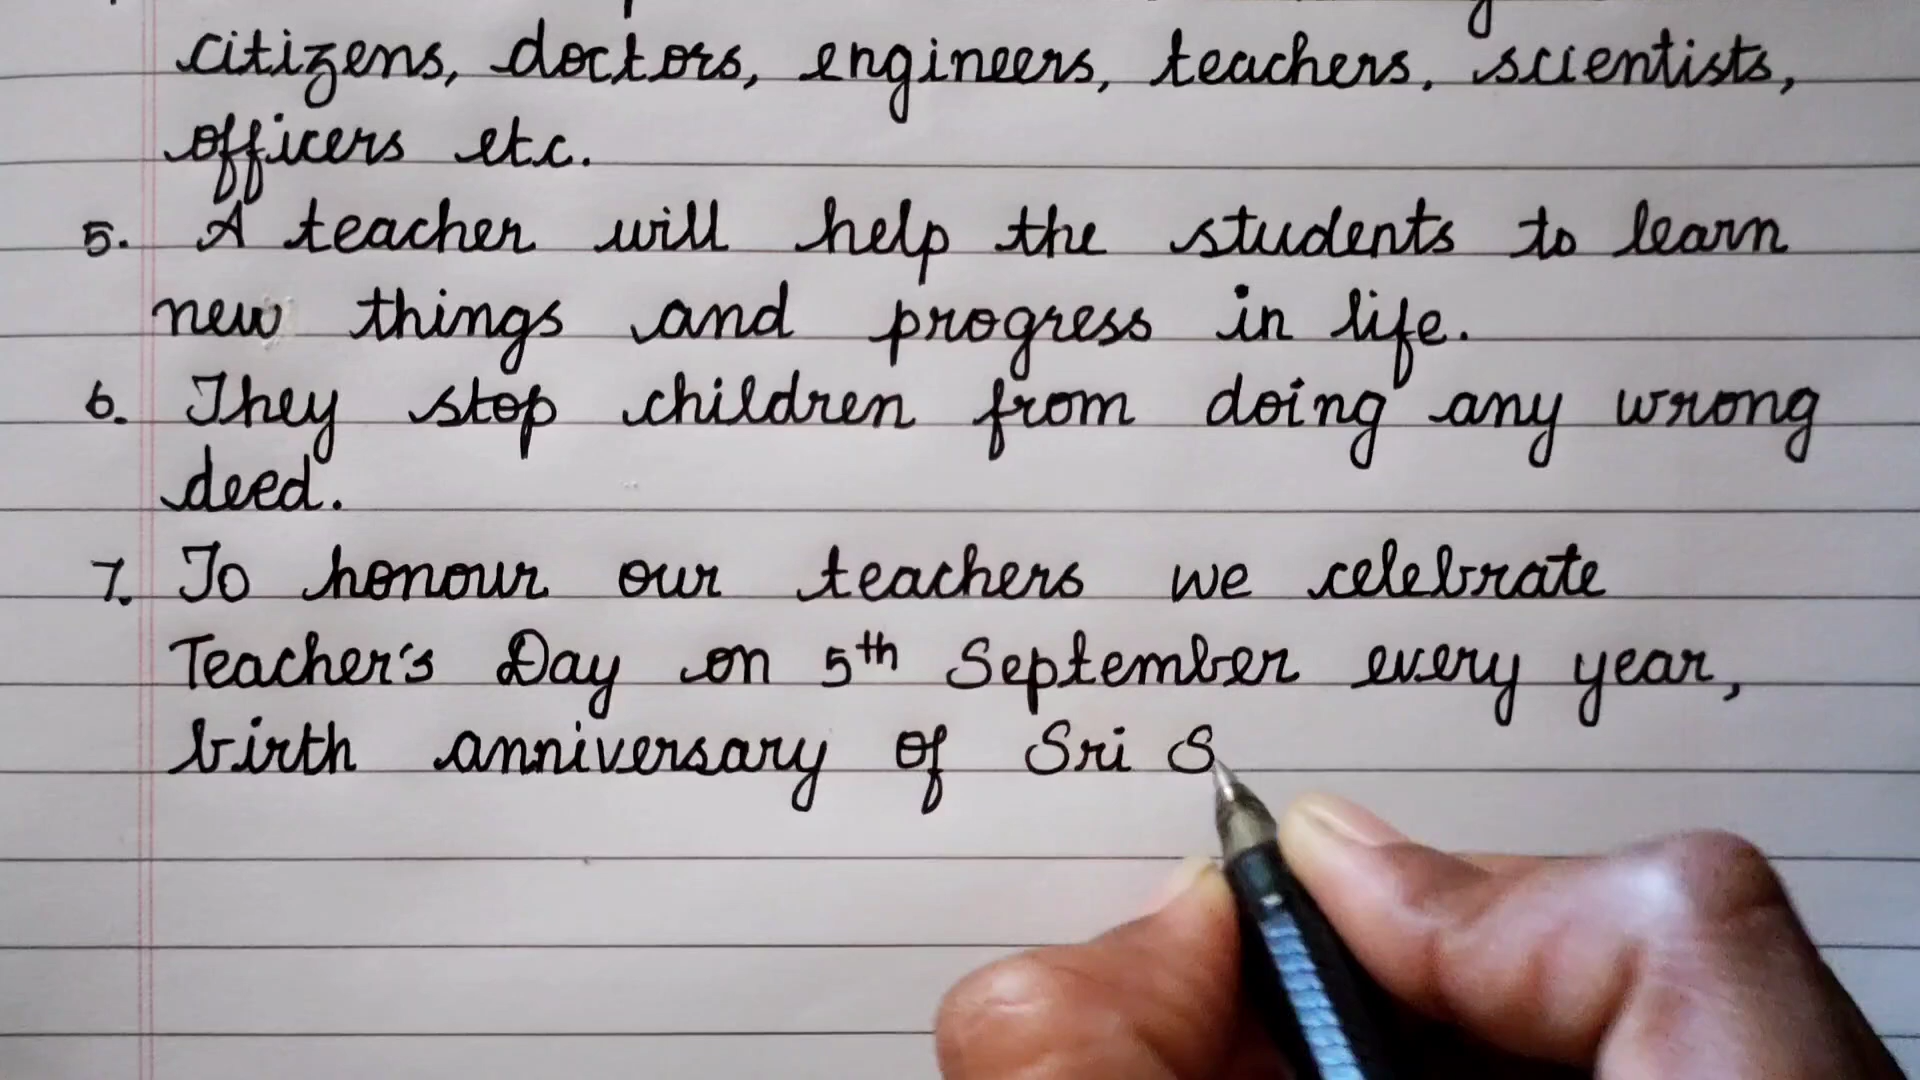 citizens, doctors, engineers, teachers, scientists,
officers etc.
5. A teacher will help the students to learn
new things and progress in life.
6. They stop children from doing any wrong
deed.
7. To honour our teachers we celebrate
Teacher's Day on 5th September every year,
birth anniversary of Sri S